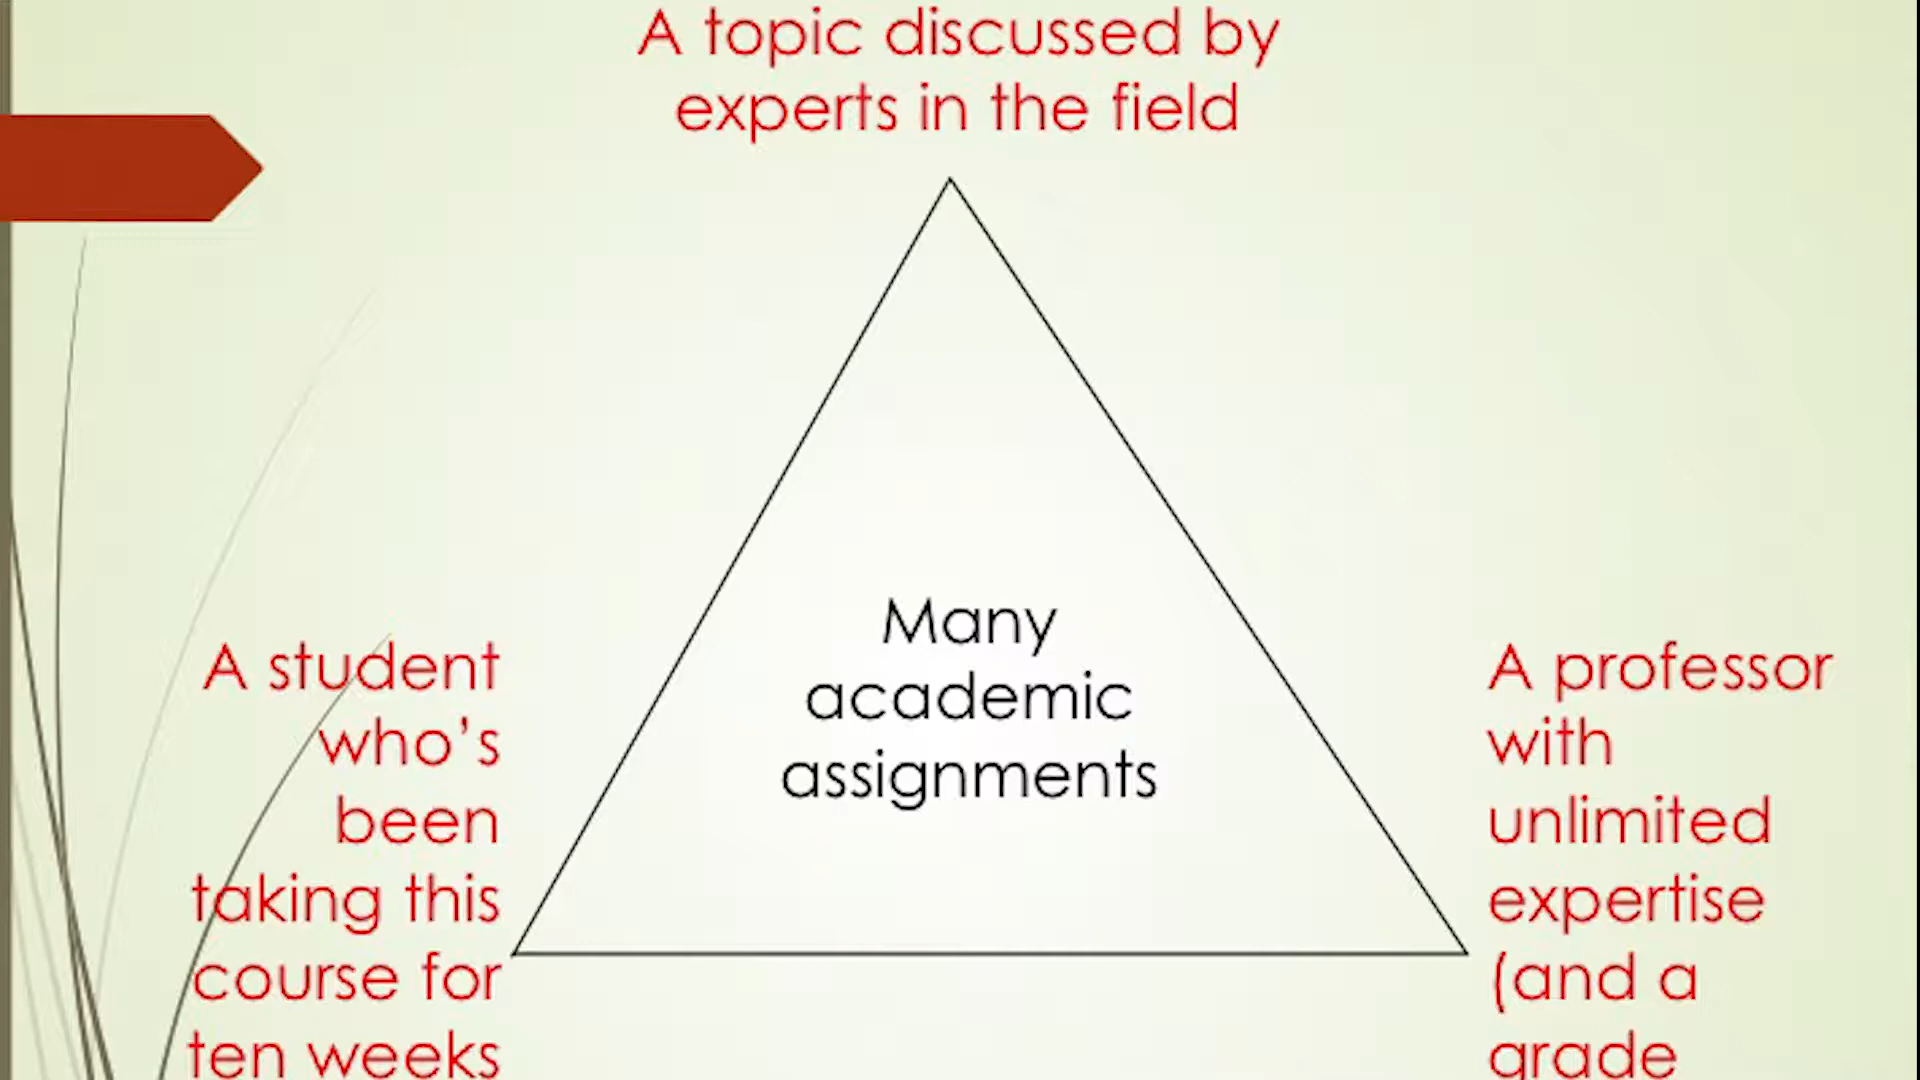 A topic discussed by
experts in the field
Many
academic
assignments
A student
who's
been
taking this
course for
ten weeks
A professor
with
unlimited
expertise
(and a
grade